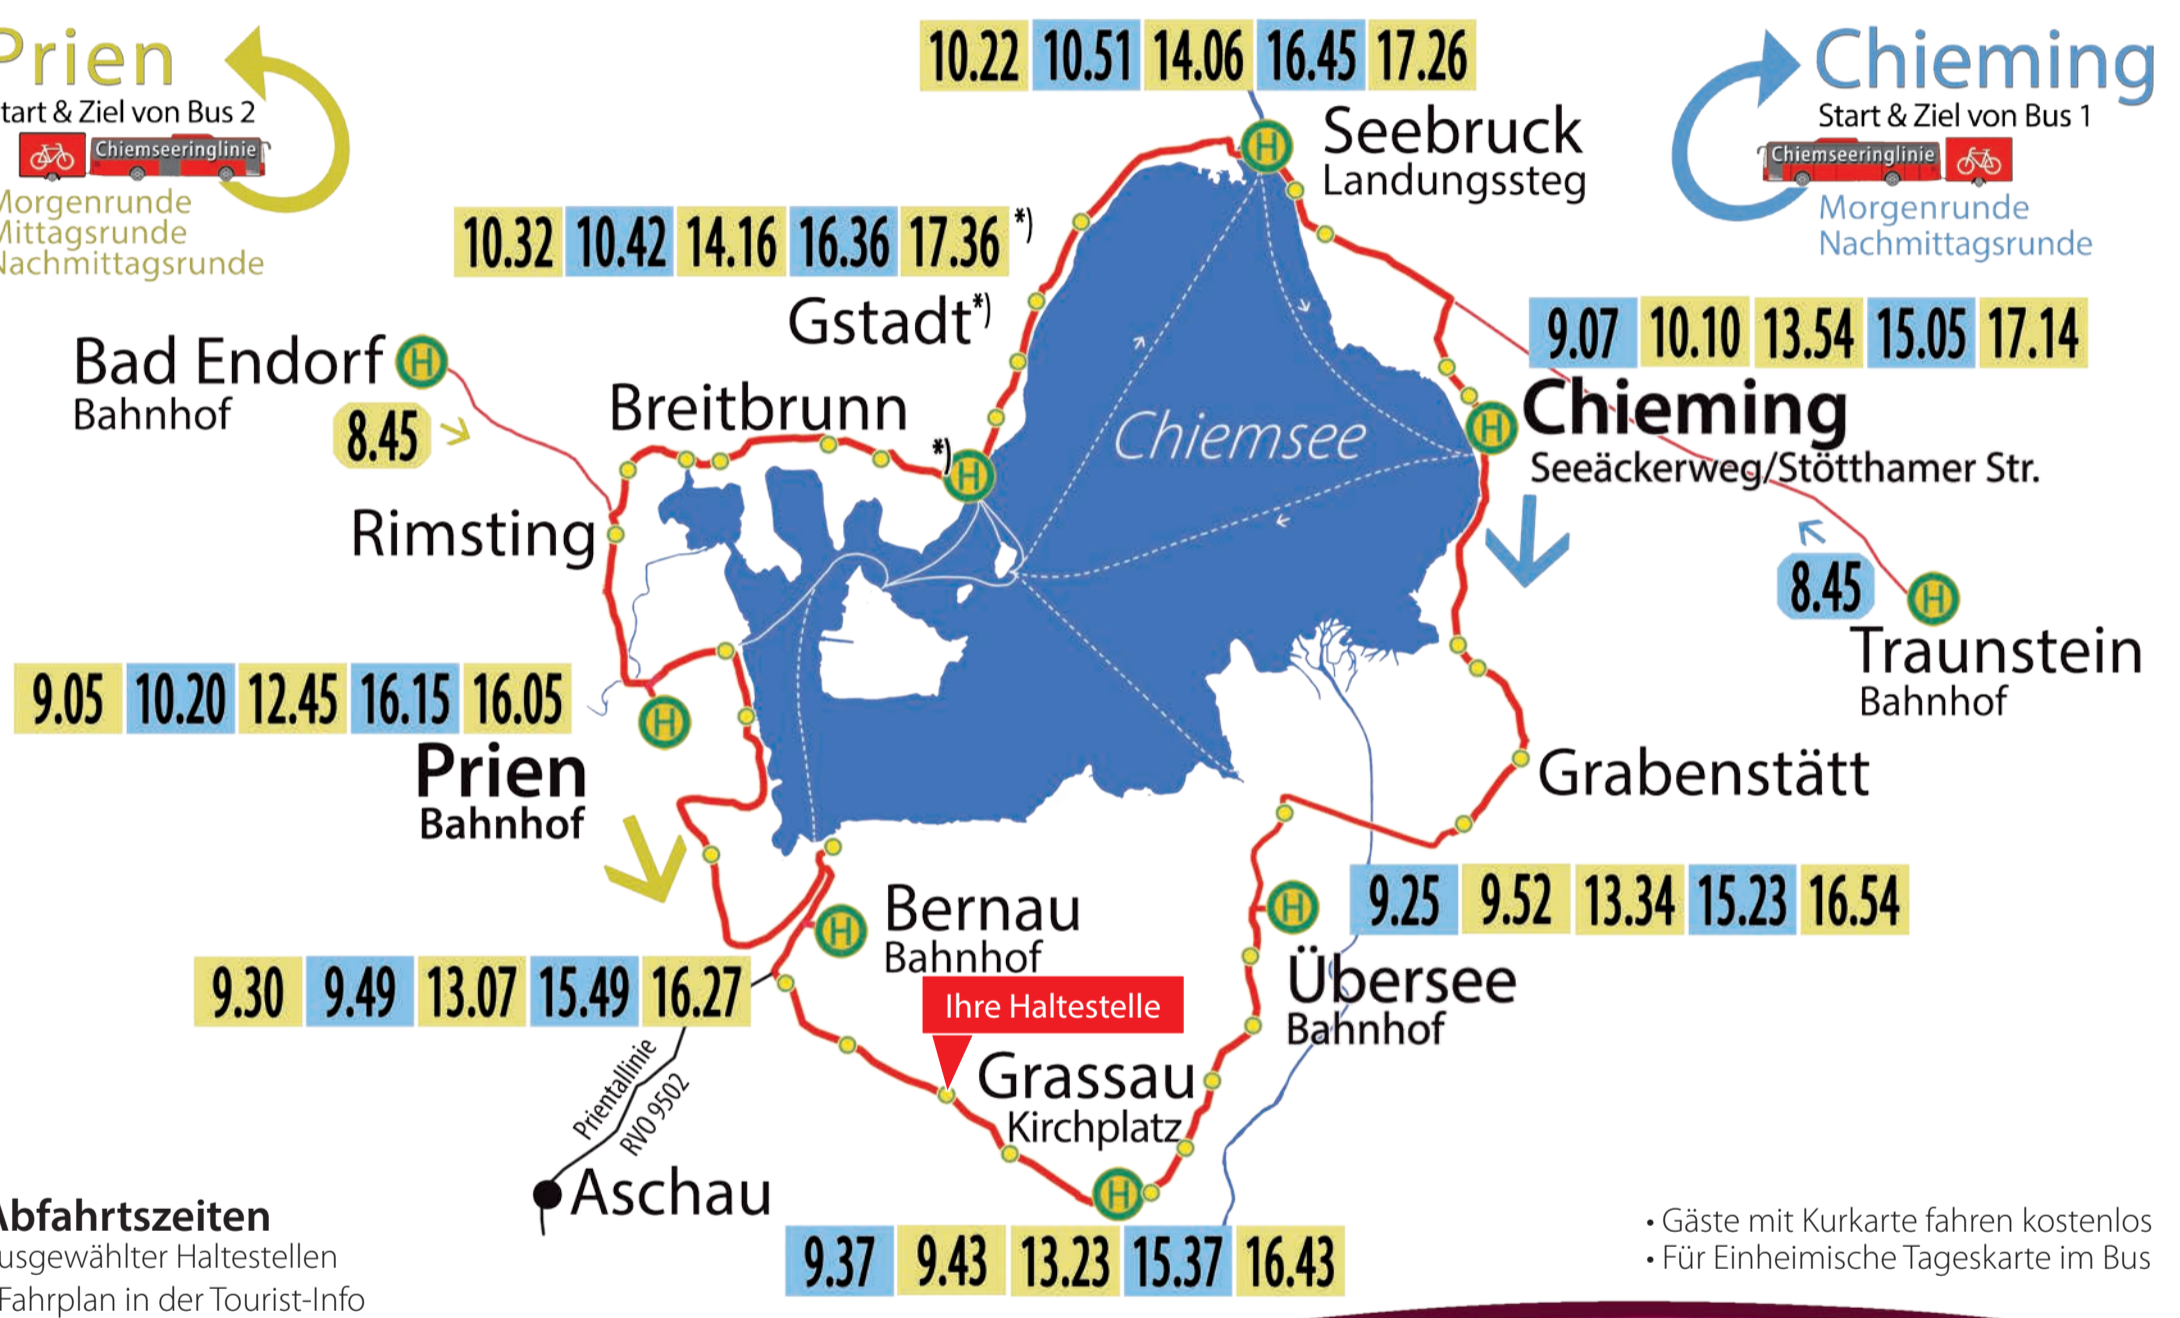 Prien
tart & Ziel von Bus 2
Chiemseeringlinie
Morgenrunde
Mittagsrunde
Nachmittagsrunde
10.22 10.51 14.06 16.45 17.26
Seebruck
Landungssteg
Chieming
Start & Ziel von Bus 1
Chiemseeringlinie
Morgenrunde
Nachmittagsrunde
10.32 10.42 14.16 16.36 17.36 *)
Gstadt*)
Bad Endorf H
Bahnhof
8.45
Breitbrunn
*)
H
H
Chiemsee
9.07 10.10 13.54 15.05 17.14
H Chieming
Seeäckerweg/Stötthamer Str.
Rimsting
8.45
H
Traunstein
Bahnhof
9.05 10.20 12.45 16.15 16.05
H
Prien
Bahnhof
Grabenstätt
H
Bernau
Bahnhof
H
9.25 9.52 13.34 15.23 16.54
Übersee
Bahnhof
9.30 9.49 13.07 15.49 16.27
Ihre Haltestelle
Prientallinie
RVO 9502
Grassau
Kirchplatz
Aschau
H
9.37 9.43 13.23 15.37 16.43
Abfahrtszeiten
usgewählter Haltestellen
Fahrplan in der Tourist-Info
• Gäste mit Kurkarte fahren kostenlos
• Für Einheimische Tageskarte im Bus